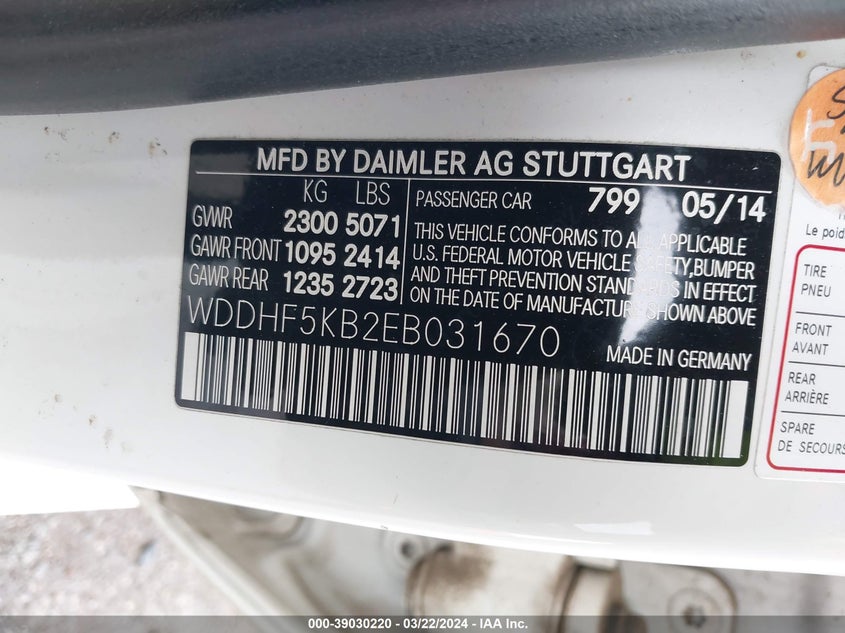 MFD BY DAIMLER AG STUTTGART
KG LBS
GVWR 2300 5071
GAWR FRONT 1095 2414
GAWR REAR 1235 2723
PASSENGER CAR 799 05/14
THIS VEHICLE CONFORMS TO ALL APPLICABLE
U.S. FEDERAL MOTOR VEHICLE SAFETY, BUMPER
AND THEFT PREVENTION STANDARDS IN EFFECT
ON THE DATE OF MANUFACTURE SHOWN ABOVE
WDDHF5KB2EB031670
MADE IN GERMANY
Le poid
TIRE
PNEU
FRONT
AVANT
REAR
ARRIÈRE
SPARE
DE SECOURS
000-39030220 - 03/22/2024 - IAA Inc.